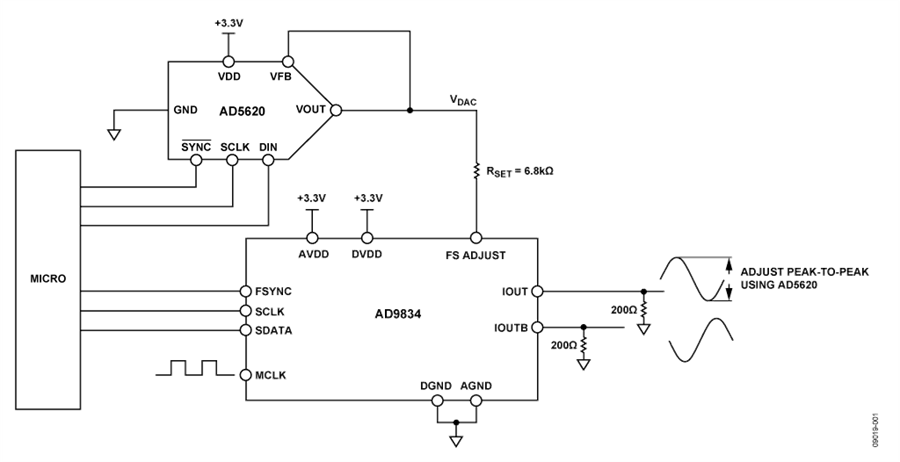 +3.3V
VDD
VFB
GND
AD5620
VOUT
VDAC
SYNC
SCLK
DIN
RSET = 6.8kΩ
+3.3V
+3.3V
AVDD
DVDD
FS ADJUST
MICRO
FSYNC
SCLK
SDATA
MCLK
AD9834
IOUT
IOUTB
200Ω
200Ω
ADJUST PEAK-TO-PEAK
USING AD5620
DGND
AGND
09019-001